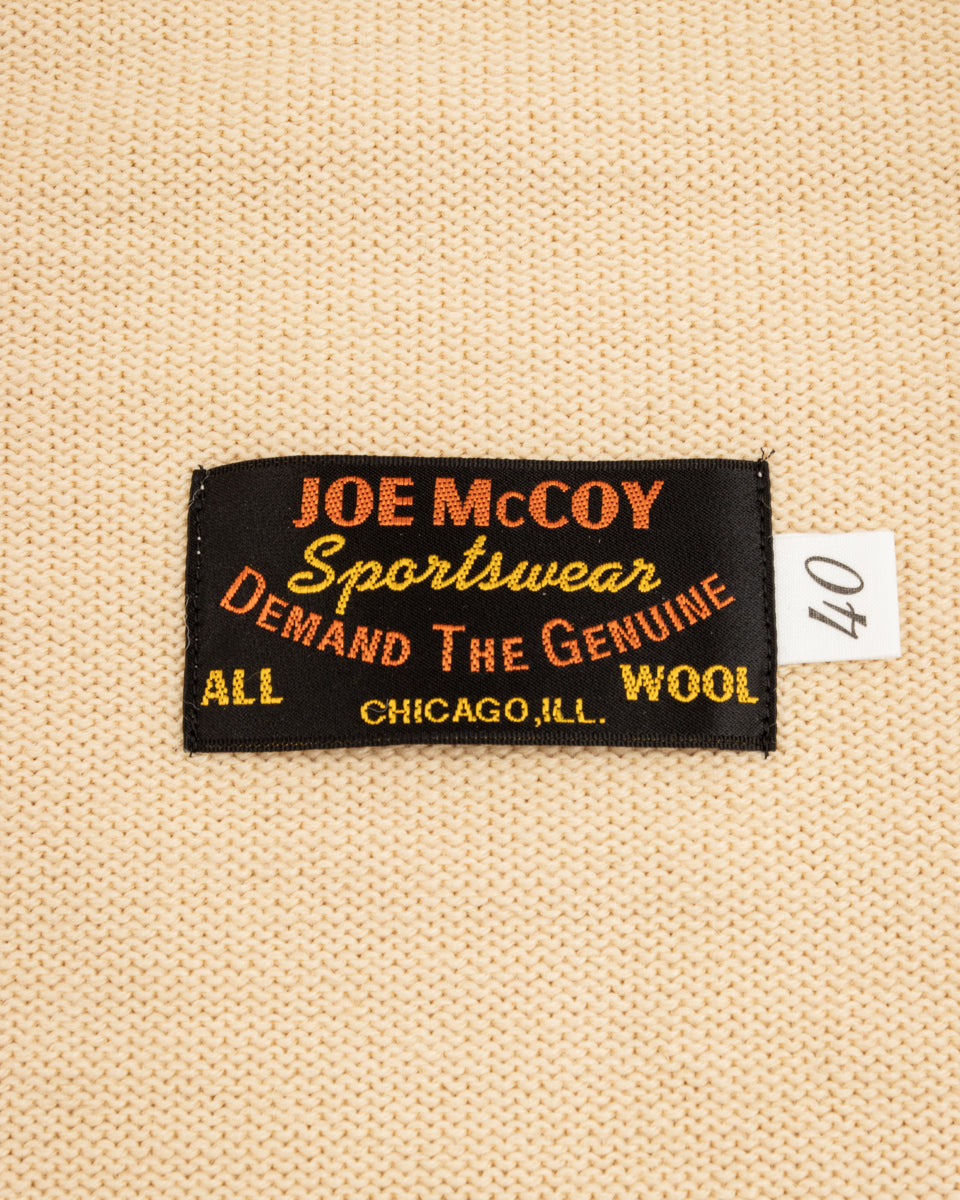 JOE McCOY
Sportswear
DEMAND THE GENUINE
ALL WOOL
CHICAGO, ILL.
40